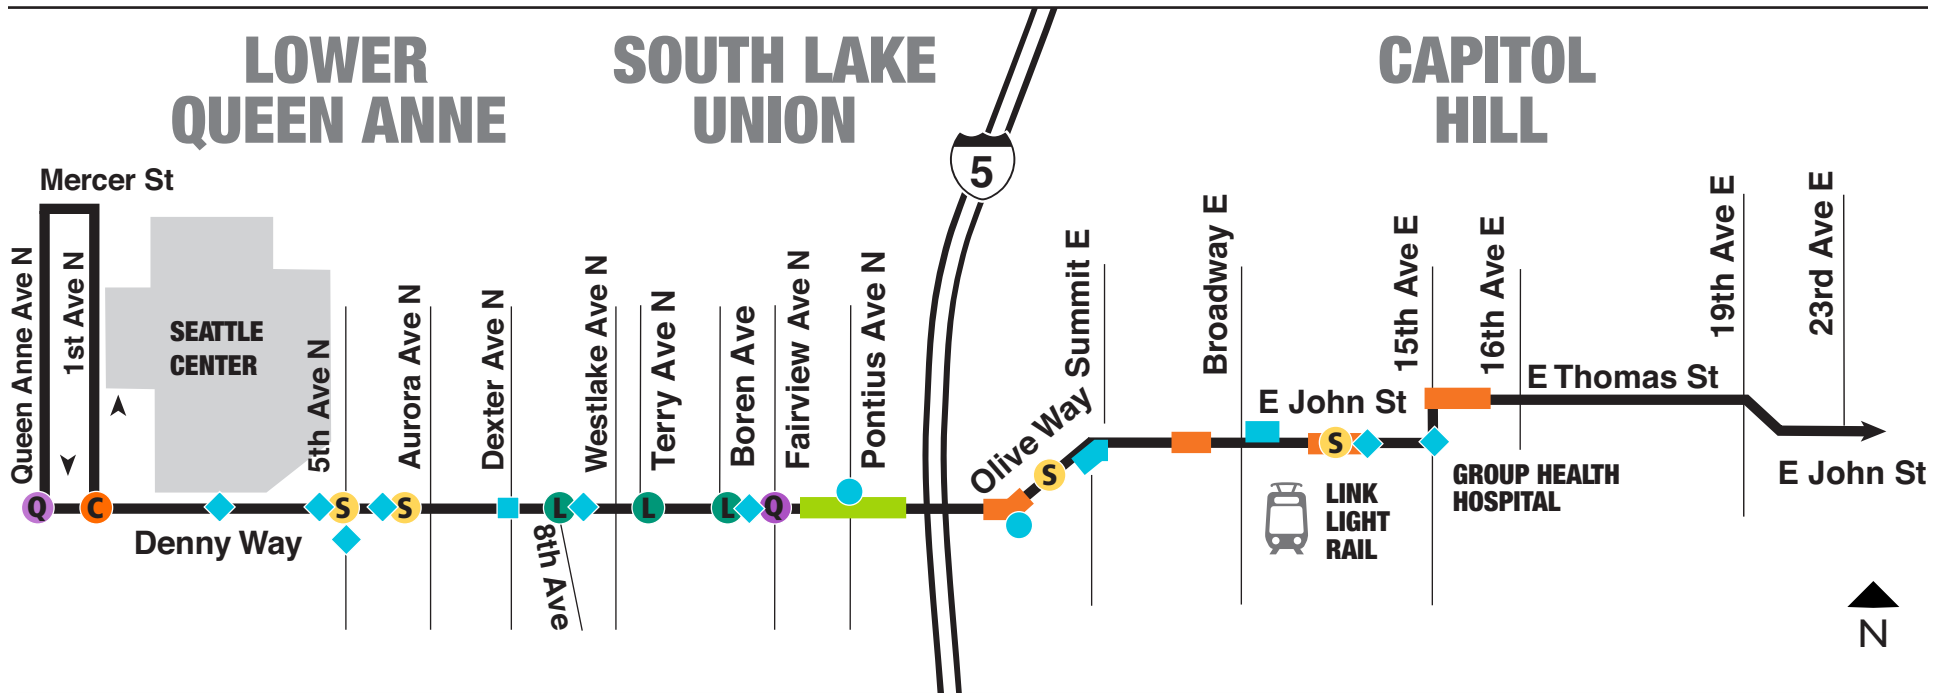 LOWER
QUEEN ANNE
SOUTH LAKE
UNION
CAPITOL
HILL
5
Mercer St
Queen Anne Ave N
1st Ave N
SEATTLE
CENTER
5th Ave N
Aurora Ave N
Dexter Ave N
Westlake Ave N
Terry Ave N
Boren Ave
Fairview Ave N
Pontius Ave N
Olive Way
Summit E
Broadway E
E John St
15th Ave E
16th Ave E
E Thomas St
19th Ave E
23rd Ave E
E John St
Q
C
S
S
L
L
L
Q
S
S
Denny Way
8th Ave
LINK
LIGHT
RAIL
GROUP HEALTH
HOSPITAL
N